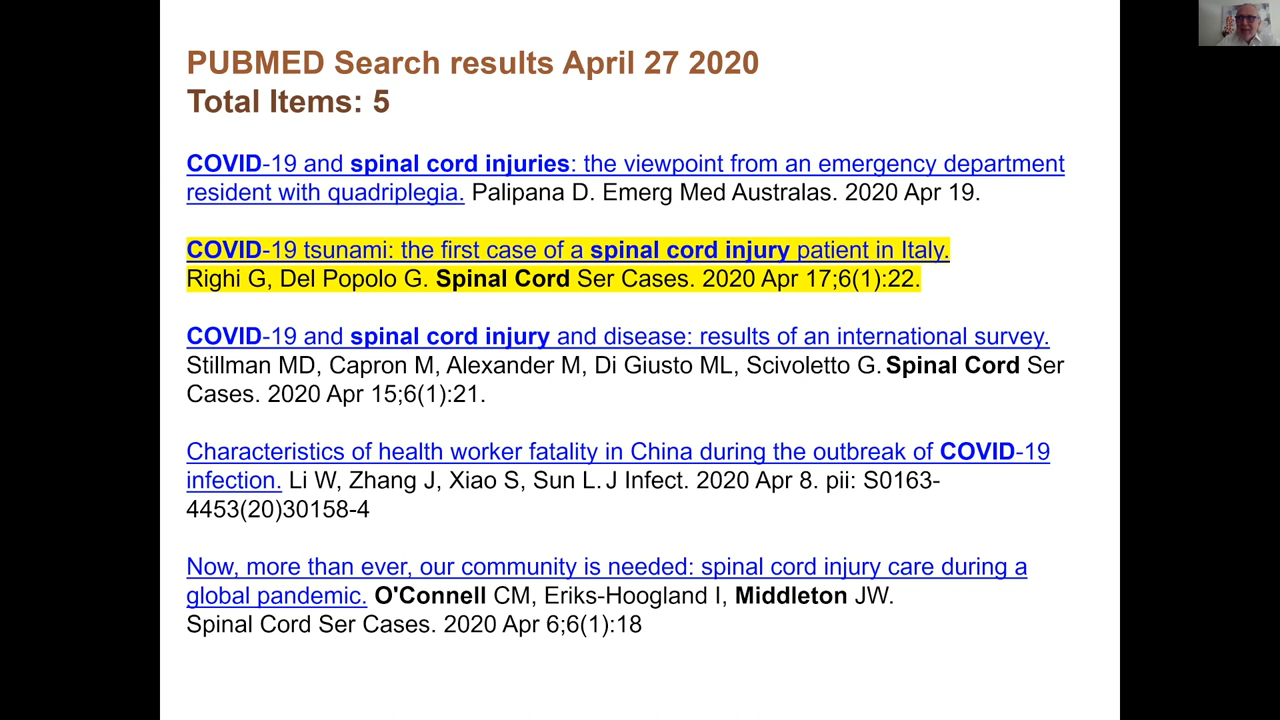 PUBMED Search results April 27 2020
Total Items: 5
COVID-19 and spinal cord injuries: the viewpoint from an emergency department
resident with quadriplegia. Palipana D. Emerg Med Australas. 2020 Apr 19.
COVID-19 tsunami: the first case of a spinal cord injury patient in Italy.
Righi G, Del Popolo G. Spinal Cord Ser Cases. 2020 Apr 17;6(1):22.
COVID-19 and spinal cord injury and disease: results of an international survey.
Stillman MD, Capron M, Alexander M, Di Giusto ML, Scivoletto G. Spinal Cord Ser
Cases. 2020 Apr 15;6(1):21.
Characteristics of health worker fatality in China during the outbreak of COVID-19
infection. Li W, Zhang J, Xiao S, Sun L. J Infect. 2020 Apr 8. pii: S0163-
4453(20)30158-4
Now, more than ever, our community is needed: spinal cord injury care during a
global pandemic. O'Connell CM, Eriks-Hoogland I, Middleton JW.
Spinal Cord Ser Cases. 2020 Apr 6;6(1):18